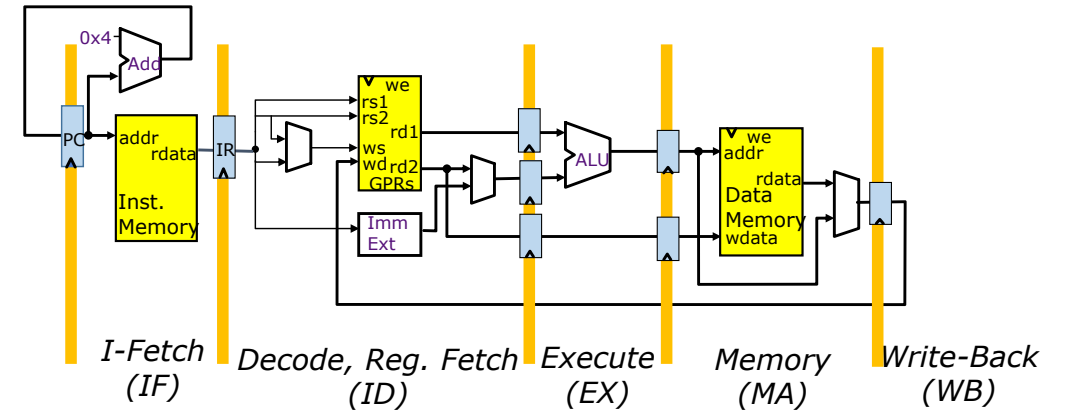 0x4
Add
PC
addr
rdata
Inst.
Memory
IR
we
rs1
rs2
rd1
ws
wd
rd2
GPRs
Imm
Ext
ALU
we
addr
rdata
Data
Memory
wdata
I-Fetch
(IF)
Decode, Reg. Fetch
(ID)
Execute
(EX)
Memory
(MA)
Write-Back
(WB)